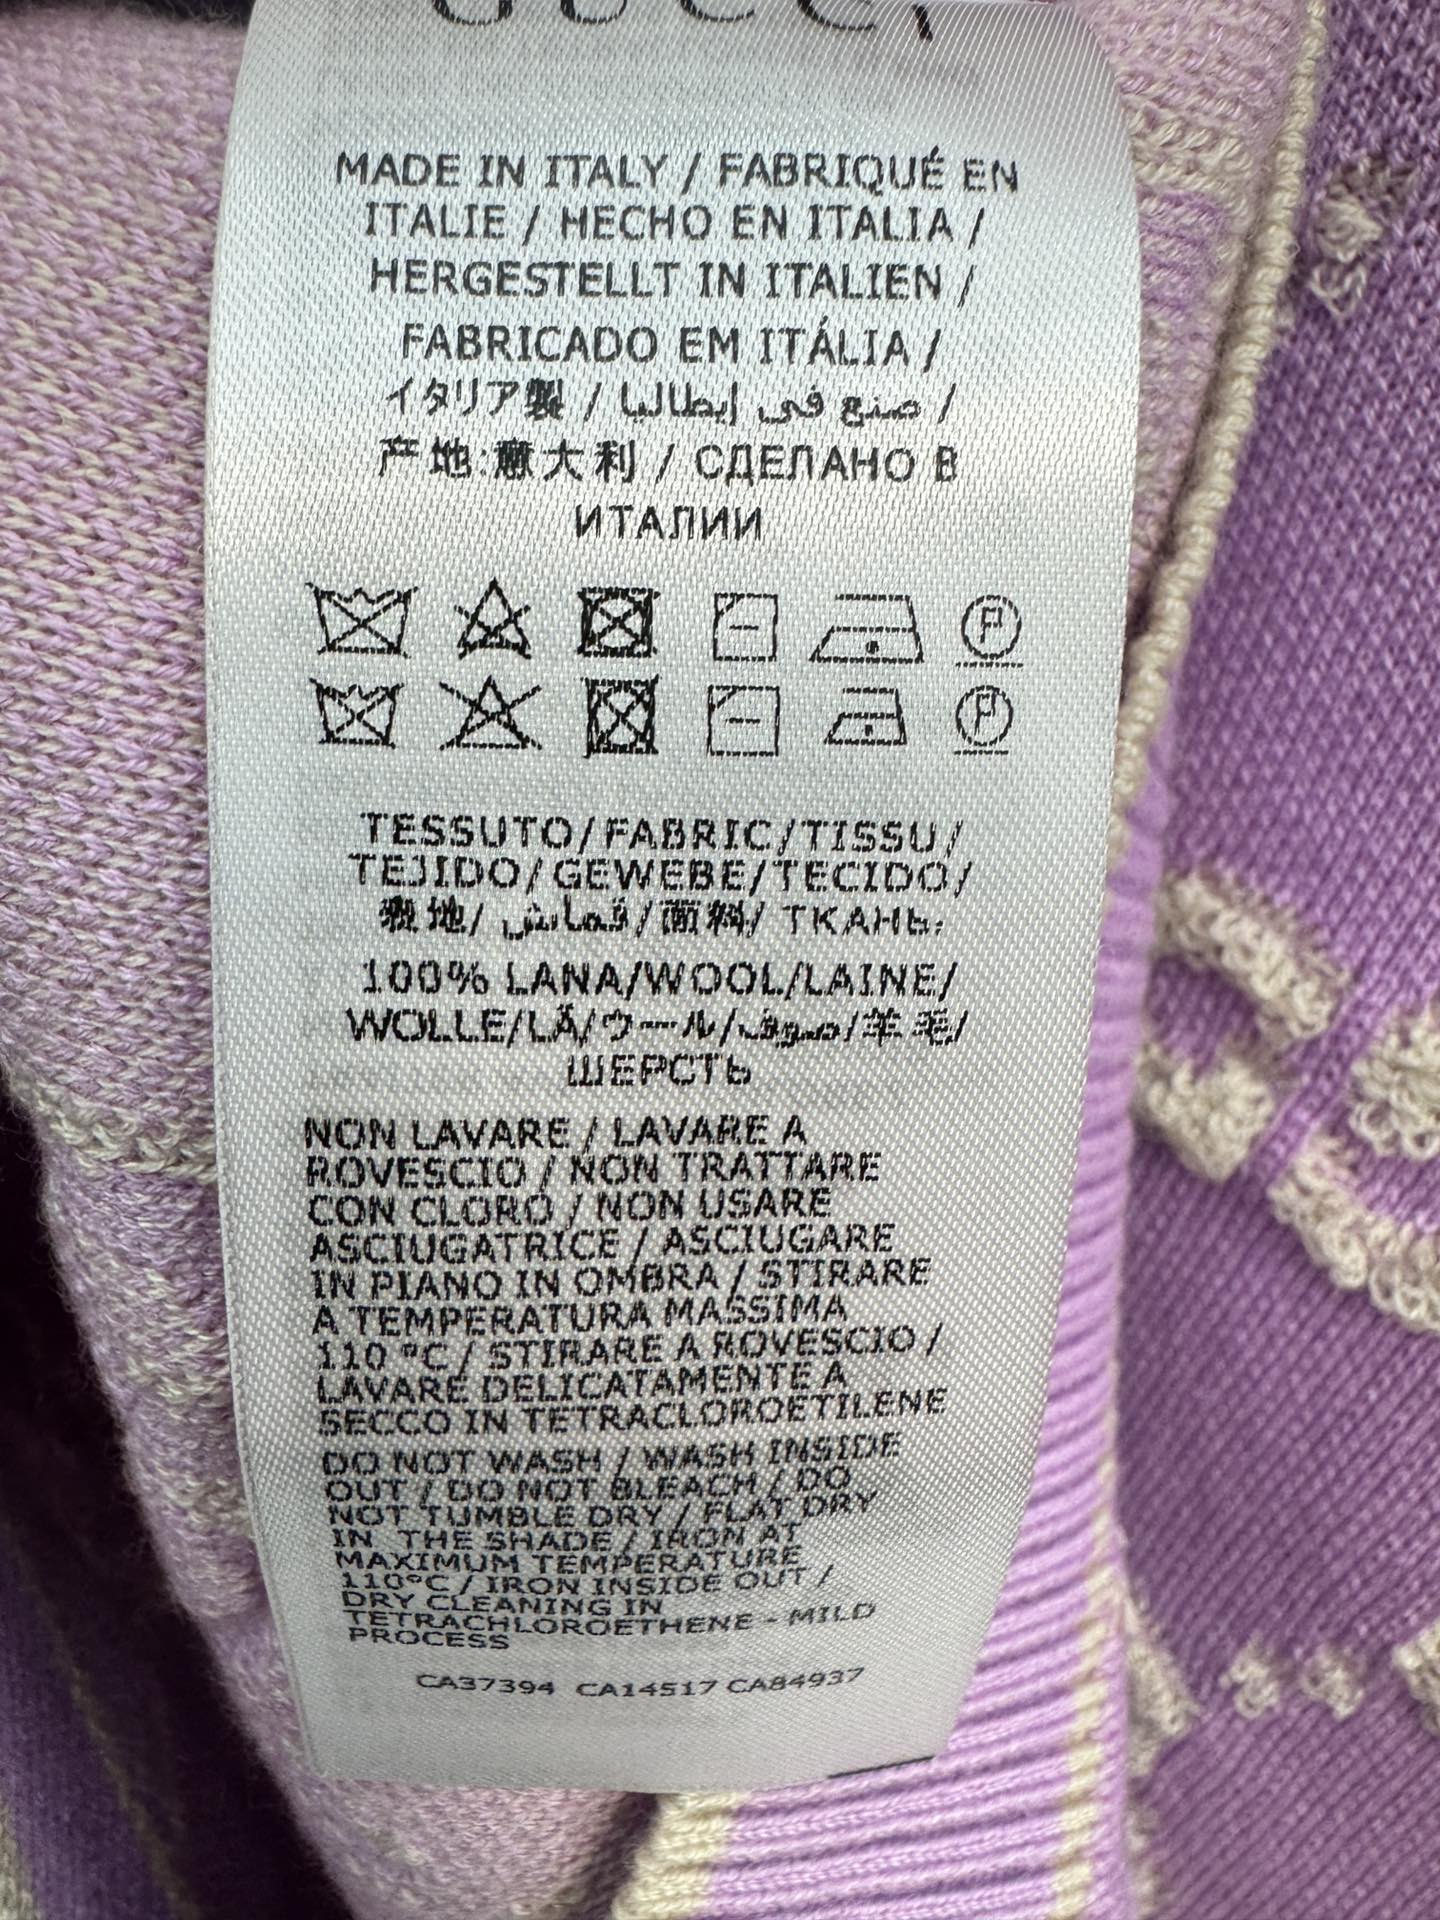 GUCCI
MADE IN ITALY / FABRIQUÉ EN
ITALIE / HECHO EN ITALIA /
HERGESTELLT IN ITALIEN /
FABRICADO EM ITÁLIA /
イタリア製 / صنع في إيطاليا /
产地:意大利 / СДЕЛАНО В
ИТАЛИИ
P
P
TESSUTO/FABRIC/TISSU/
TEJIDO/GEWEBE/TECIDO/
表地/ قماش/面料/ ТКАНЬ:
100% LANA/WOOL/LAINE/
WOLLE/LÃ/ウール/صوف/羊毛/
ШЕРСТЬ
NON LAVARE / LAVARE A
ROVESCIO / NON TRATTARE
CON CLORO / NON USARE
ASCIUGATRICE / ASCIUGARE
IN PIANO IN OMBRA / STIRARE
A TEMPERATURA MASSIMA
110 °C / STIRARE A ROVESCIO /
LAVARE DELICATAMENTE A
SECCO IN TETRACLOROETILENE
DO NOT WASH / WASH INSIDE
OUT / DO NOT BLEACH / DO
NOT TUMBLE DRY / FLAT DRY
IN THE SHADE / IRON AT
MAXIMUM TEMPERATURE
110°C / IRON INSIDE OUT /
DRY CLEANING IN
TETRACHLOROETHENE - MILD
PROCESS
CA37394 CA14517 CA84937